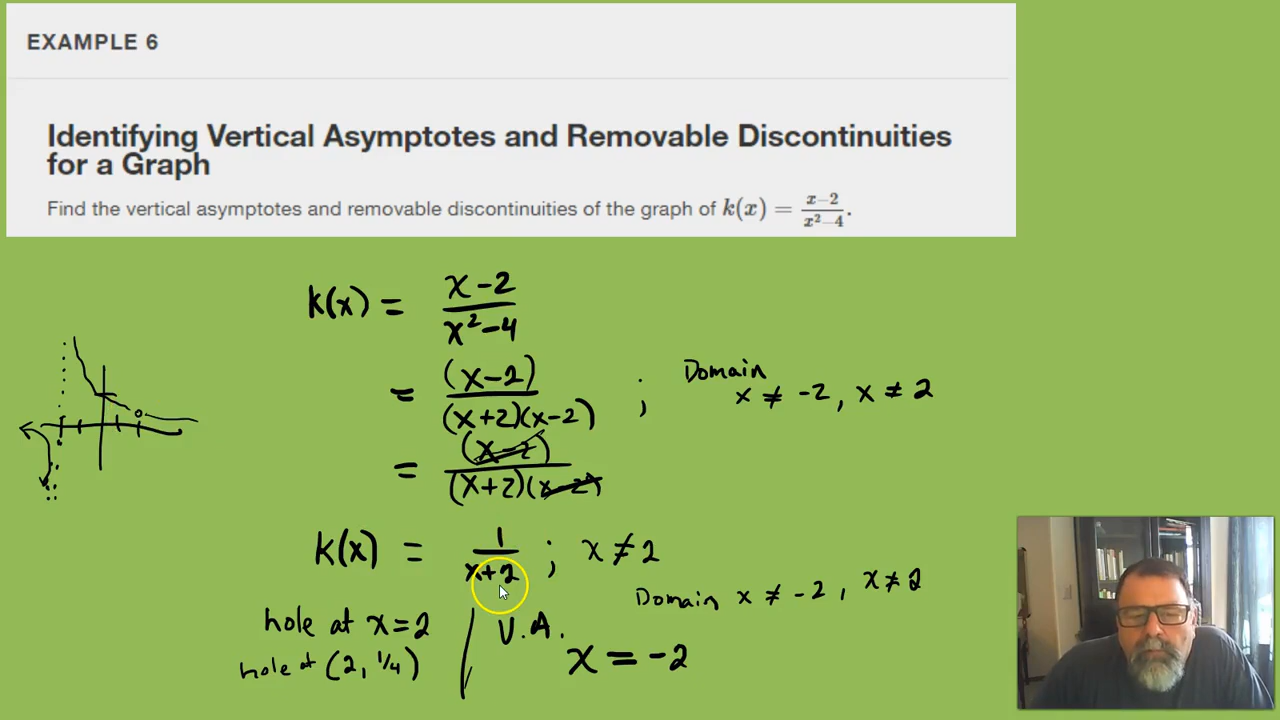 EXAMPLE 6
Identifying Vertical Asymptotes and Removable Discontinuities
for a Graph
Find the vertical asymptotes and removable discontinuities of the graph of k(x) = (x−2)/(x²−4).
k(x) = (x−2)/(x²−4)
= (x−2)/((x+2)(x−2)) ; Domain x ≠ -2, x ≠ 2
= (x−2)/((x+2)(x−2))
k(x) = 1/(x+2) ; x ≠ 2
Domain x ≠ -2, x ≠ 2
hole at x = 2
hole at (2, 1/4)
V.A.
x = -2